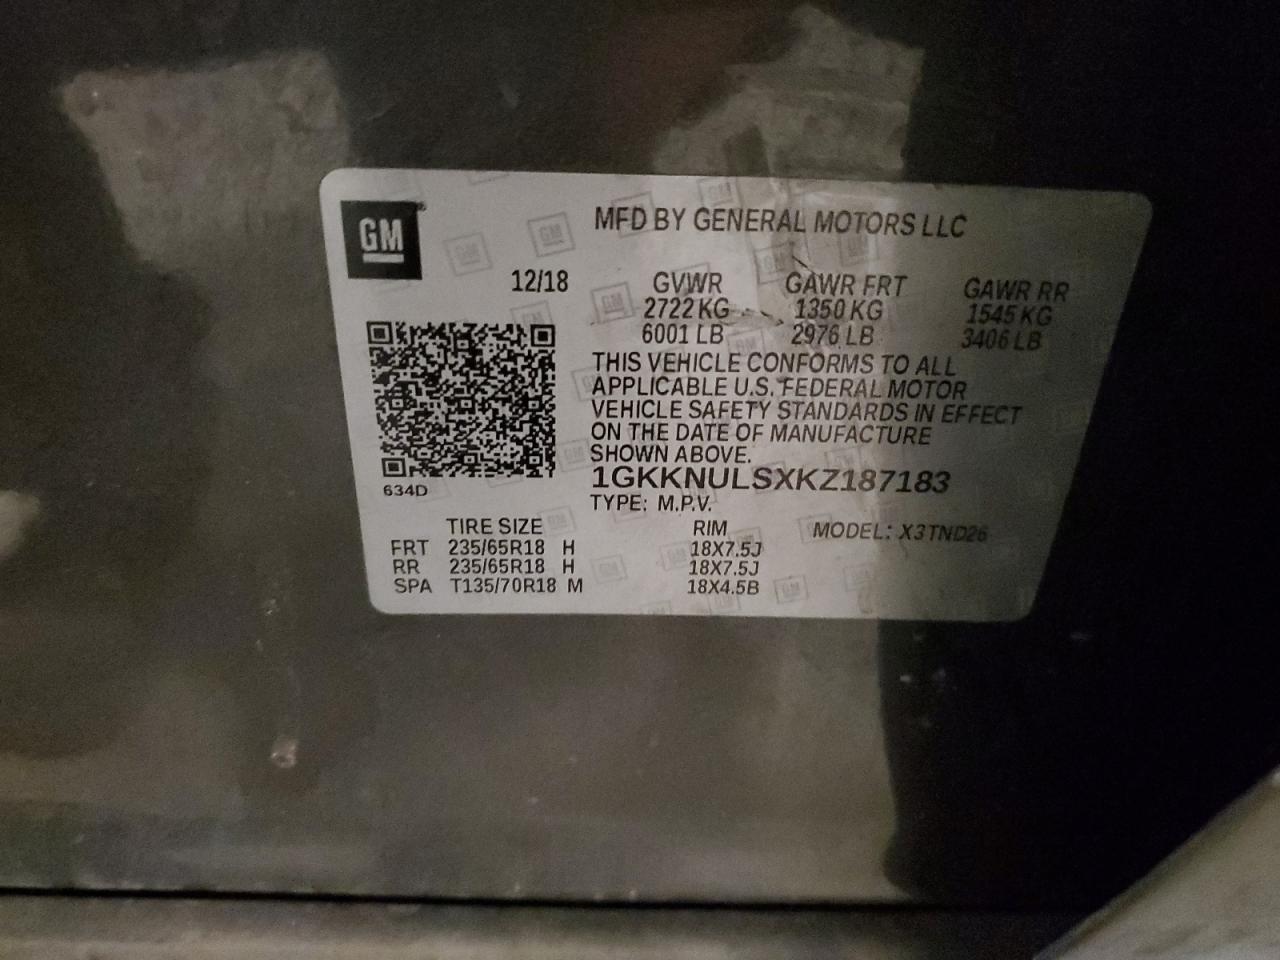 GM
MFD BY GENERAL MOTORS LLC
12/18
GVWR GAWR FRT GAWR RR
2722 KG 1350 KG 1545 KG
6001 LB 2976 LB 3406 LB
THIS VEHICLE CONFORMS TO ALL
APPLICABLE U.S. FEDERAL MOTOR
VEHICLE SAFETY STANDARDS IN EFFECT
ON THE DATE OF MANUFACTURE
SHOWN ABOVE.
1GKKNULSXKZ187183
634D
TYPE: M.P.V.
TIRE SIZE RIM MODEL: X3TND26
FRT 235/65R18 H 18X7.5J
RR 235/65R18 H 18X7.5J
SPA T135/70R18 M 18X4.5B